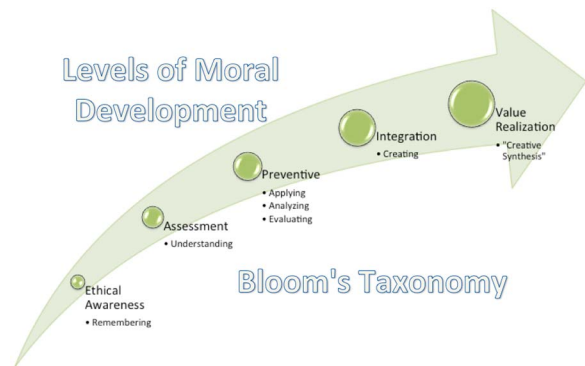 Levels of Moral
Development
Value
Realization
• "Creative
Synthesis"
Integration
• Creating
Preventive
• Applying
• Analyzing
• Evaluating
Assessment
• Understanding
Ethical
Awareness
• Remembering
Bloom's Taxonomy